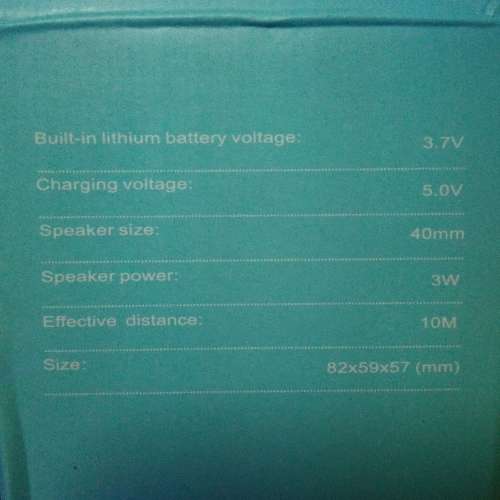 Built-in lithium battery voltage: 3.7V
Charging voltage: 5.0V
Speaker size: 40mm
Speaker power: 3W
Effective distance: 10M
Size: 82x59x57 (mm)